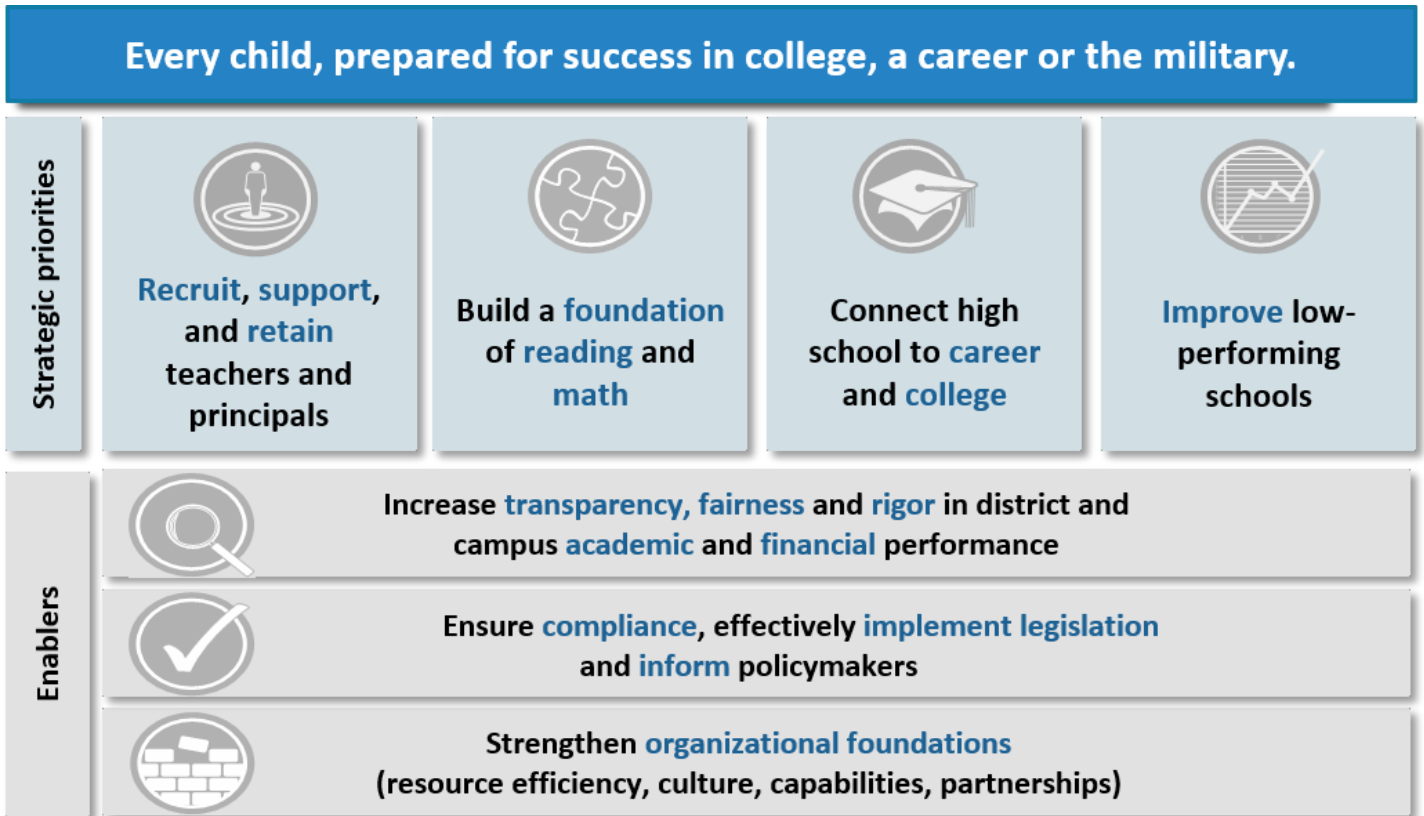 Every child, prepared for success in college, a career or the military.
Strategic priorities
Recruit, support,
and retain
teachers and
principals
Build a foundation
of reading and
math
Connect high
school to career
and college
Improve low-
performing
schools
Enablers
Increase transparency, fairness and rigor in district and
campus academic and financial performance
Ensure compliance, effectively implement legislation
and inform policymakers
Strengthen organizational foundations
(resource efficiency, culture, capabilities, partnerships)